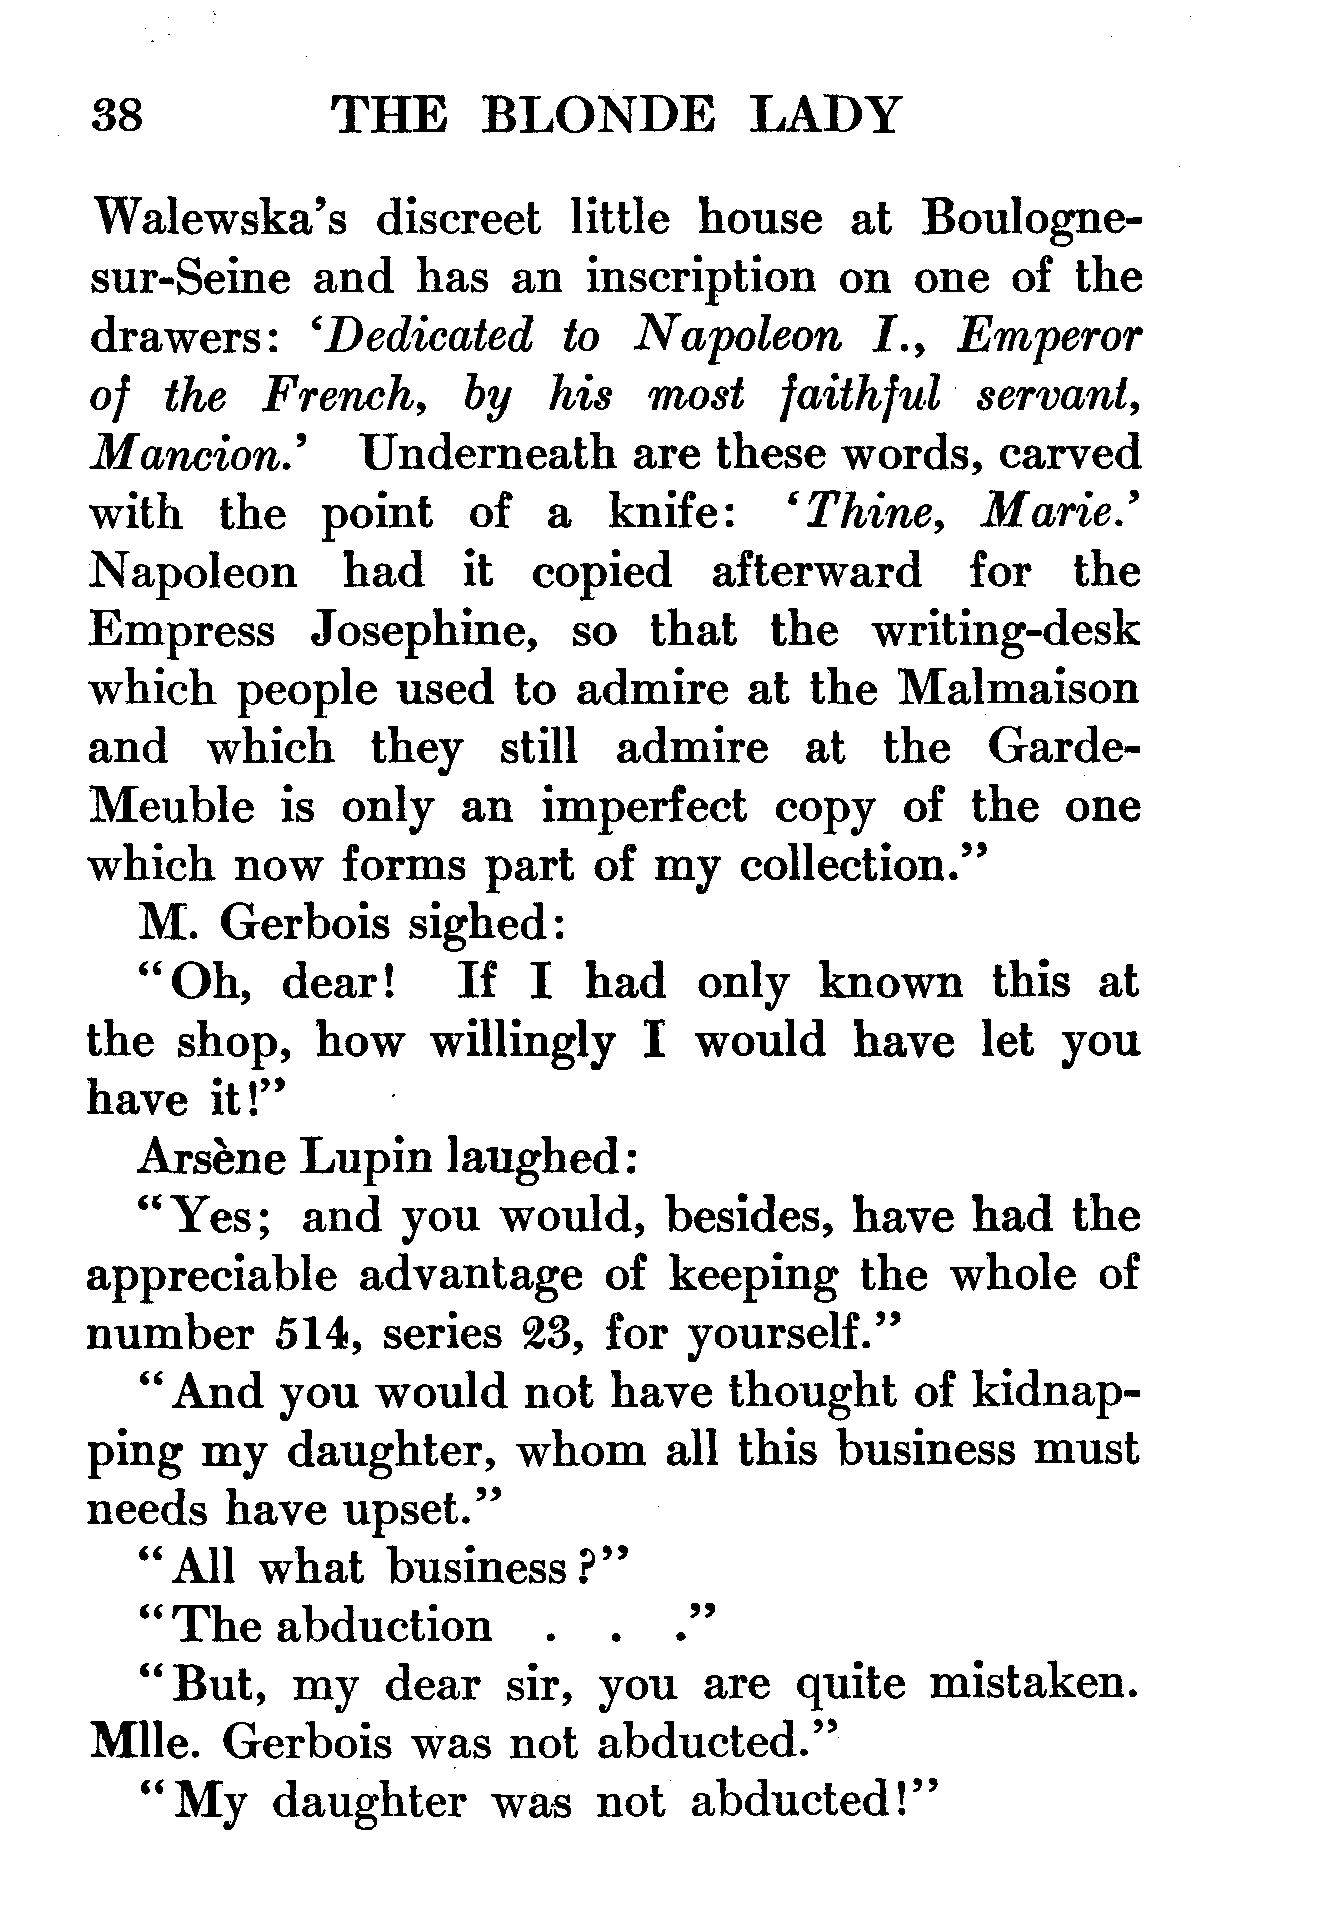 38 THE BLONDE LADY
Walewska's discreet little house at Boulogne-
sur-Seine and has an inscription on one of the
drawers: 'Dedicated to Napoleon I., Emperor
of the French, by his most faithful servant,
Mancion.' Underneath are these words, carved
with the point of a knife: 'Thine, Marie.'
Napoleon had it copied afterward for the
Empress Josephine, so that the writing-desk
which people used to admire at the Malmaison
and which they still admire at the Garde-
Meuble is only an imperfect copy of the one
which now forms part of my collection."
M. Gerbois sighed:
"Oh, dear! If I had only known this at
the shop, how willingly I would have let you
have it!"
Arsène Lupin laughed:
"Yes; and you would, besides, have had the
appreciable advantage of keeping the whole of
number 514, series 23, for yourself."
"And you would not have thought of kidnap-
ping my daughter, whom all this business must
needs have upset."
"All what business?"
"The abduction . . ."
"But, my dear sir, you are quite mistaken.
Mlle. Gerbois was not abducted."
"My daughter was not abducted!"